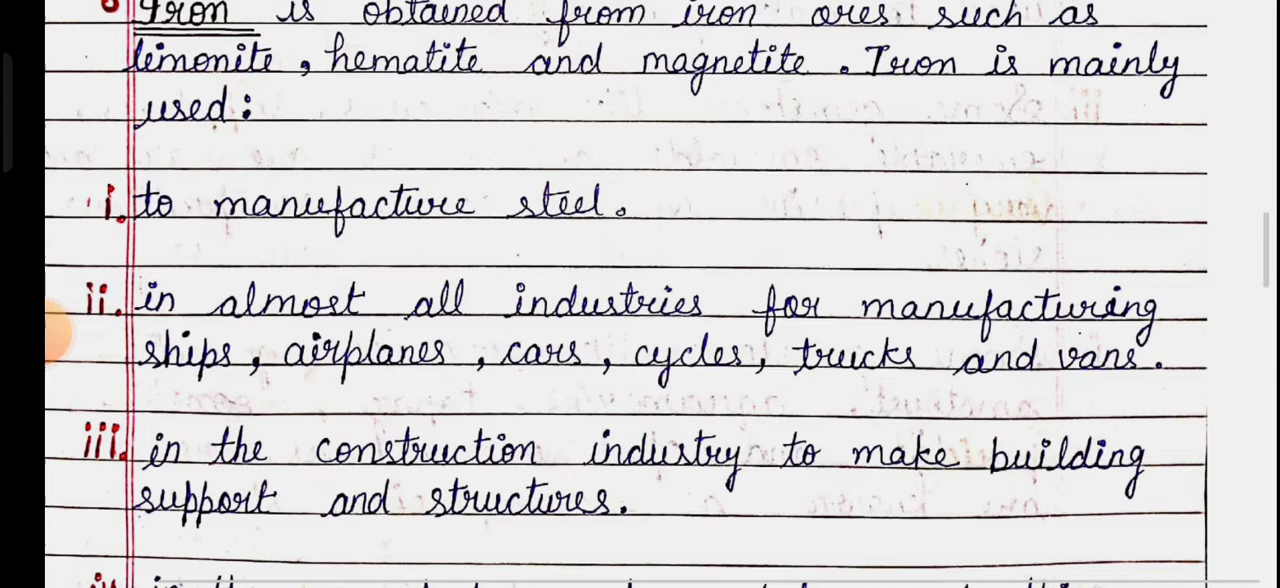 Iron is obtained from iron ores such as
limonite, hematite and magnetite. Iron is mainly
used:
i. to manufacture steel.
ii. in almost all industries for manufacturing
ships, airplanes, cars, cycles, trucks and vans.
iii. in the construction industry to make building
support and structures.
iv.